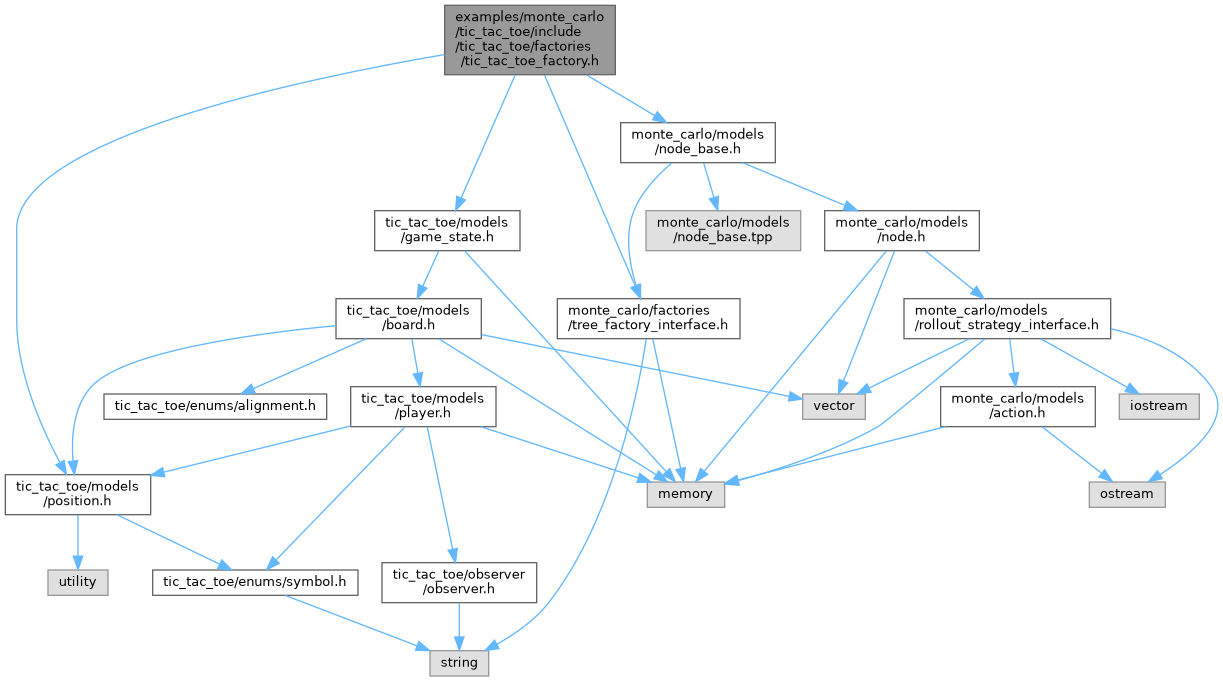 examples/monte_carlo
/tic_tac_toe/include
/tic_tac_toe/factories
/tic_tac_toe_factory.h
monte_carlo/models
/node_base.h
tic_tac_toe/models
/game_state.h
monte_carlo/models
/node_base.tpp
monte_carlo/models
/node.h
tic_tac_toe/models
/board.h
monte_carlo/factories
/tree_factory_interface.h
monte_carlo/models
/rollout_strategy_interface.h
tic_tac_toe/enums/alignment.h
tic_tac_toe/models
/player.h
vector
monte_carlo/models
/action.h
iostream
tic_tac_toe/models
/position.h
memory
ostream
utility
tic_tac_toe/enums/symbol.h
tic_tac_toe/observer
/observer.h
string